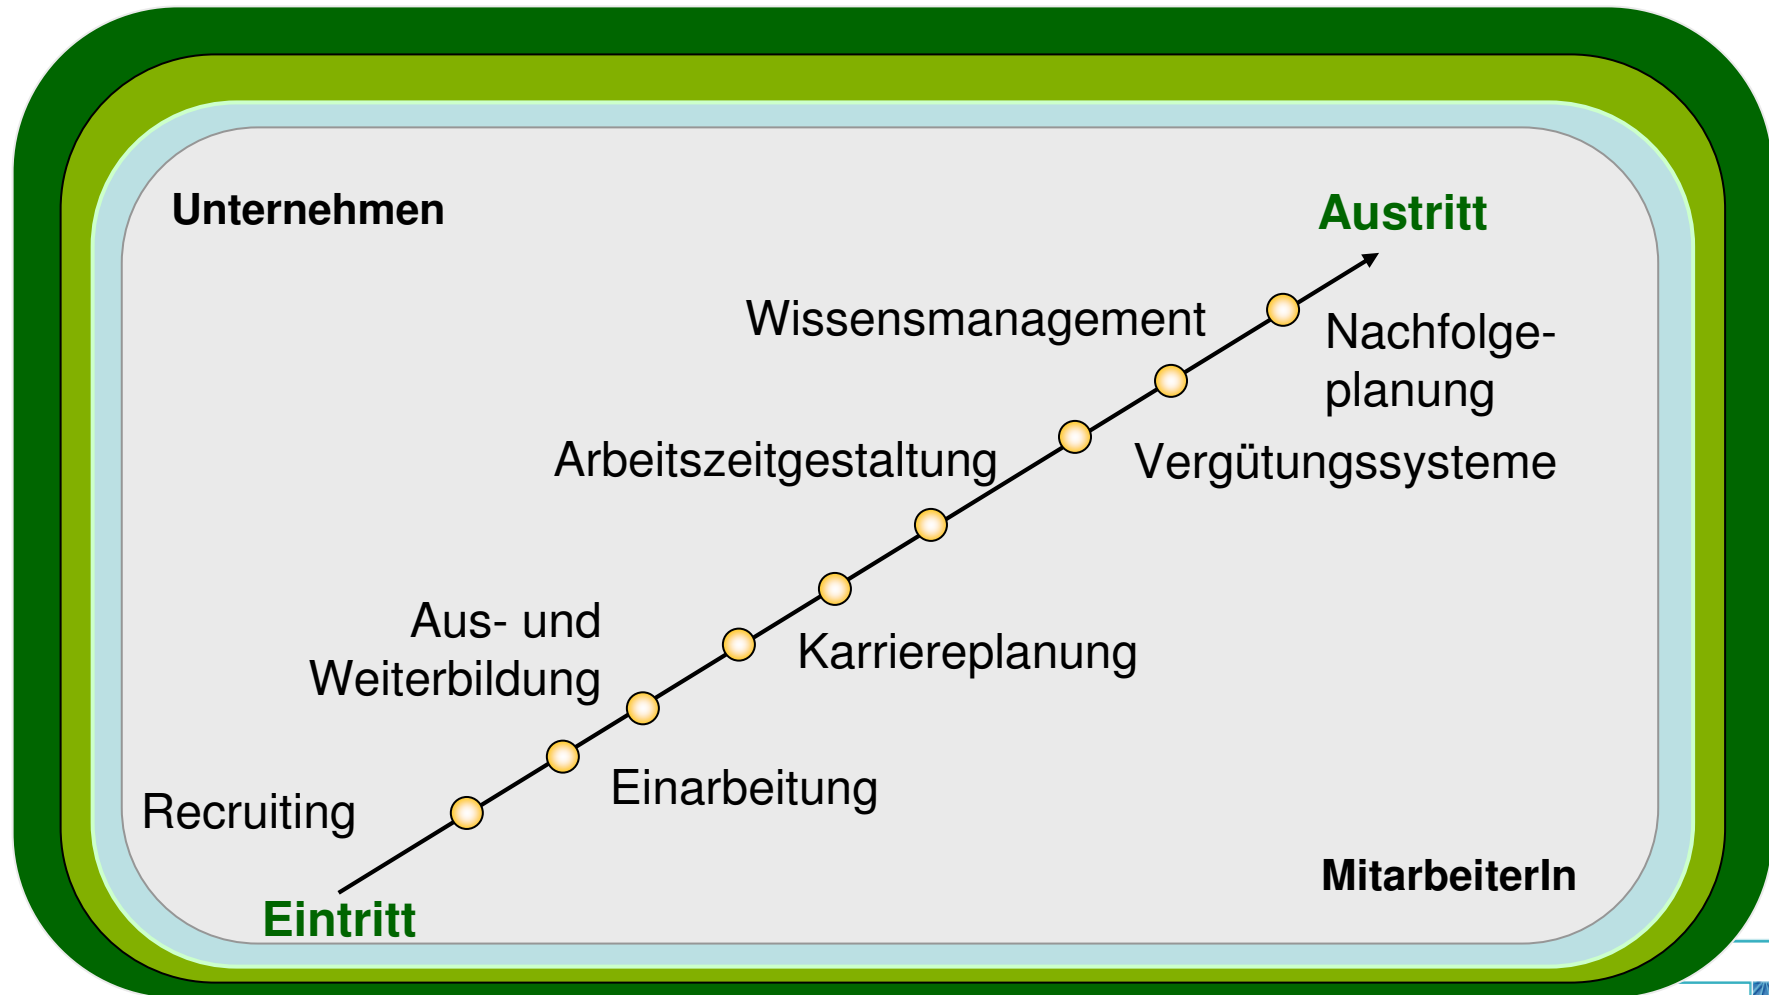 Unternehmen
Austritt
Wissensmanagement
Nachfolge-
planung
Arbeitszeitgestaltung
Vergütungssysteme
Aus- und
Weiterbildung
Karriereplanung
Recruiting
Einarbeitung
MitarbeiterIn
Eintritt